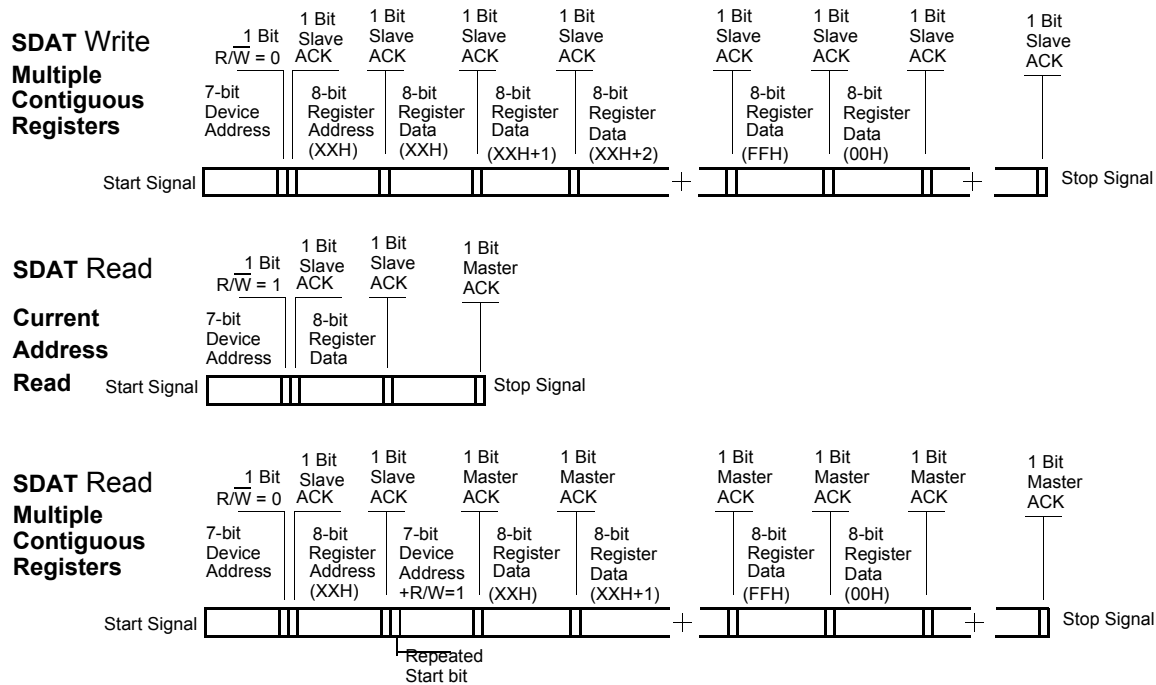 SDAT Write
Multiple
Contiguous
Registers
1 Bit
R/W = 0
1 Bit
Slave
ACK
1 Bit
Slave
ACK
1 Bit
Slave
ACK
1 Bit
Slave
ACK
1 Bit
Slave
ACK
1 Bit
Slave
ACK
1 Bit
Slave
ACK
1 Bit
Slave
ACK
7-bit
Device
Address
8-bit
Register
Address
(XXH)
8-bit
Register
Data
(XXH)
8-bit
Register
Data
(XXH+1)
8-bit
Register
Data
(XXH+2)
8-bit
Register
Data
(FFH)
8-bit
Register
Data
(00H)
Start Signal
Stop Signal
SDAT Read
Current
Address
Read
1 Bit
R/W = 1
1 Bit
Slave
ACK
1 Bit
Slave
ACK
1 Bit
Master
ACK
7-bit
Device
Address
8-bit
Register
Data
Start Signal
Stop Signal
SDAT Read
Multiple
Contiguous
Registers
1 Bit
R/W = 0
1 Bit
Slave
ACK
1 Bit
Slave
ACK
1 Bit
Master
ACK
1 Bit
Master
ACK
1 Bit
Master
ACK
1 Bit
Master
ACK
1 Bit
Master
ACK
1 Bit
Master
ACK
7-bit
Device
Address
8-bit
Register
Address
(XXH)
7-bit
Device
Address
+R/W=1
8-bit
Register
Data
(XXH)
8-bit
Register
Data
(XXH+1)
8-bit
Register
Data
(FFH)
8-bit
Register
Data
(00H)
Start Signal
Stop Signal
Repeated
Start bit